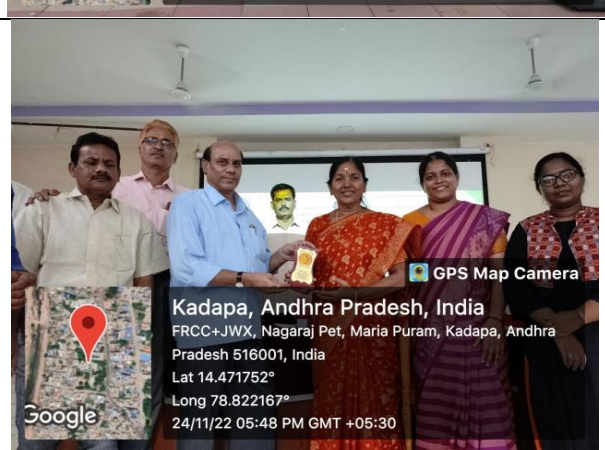 GPS Map Camera
Kadapa, Andhra Pradesh, India
FRCC+JWX, Nagaraj Pet, Maria Puram, Kadapa, Andhra
Pradesh 516001, India
Lat 14.471752°
Long 78.822167°
24/11/22 05:48 PM GMT +05:30
Google